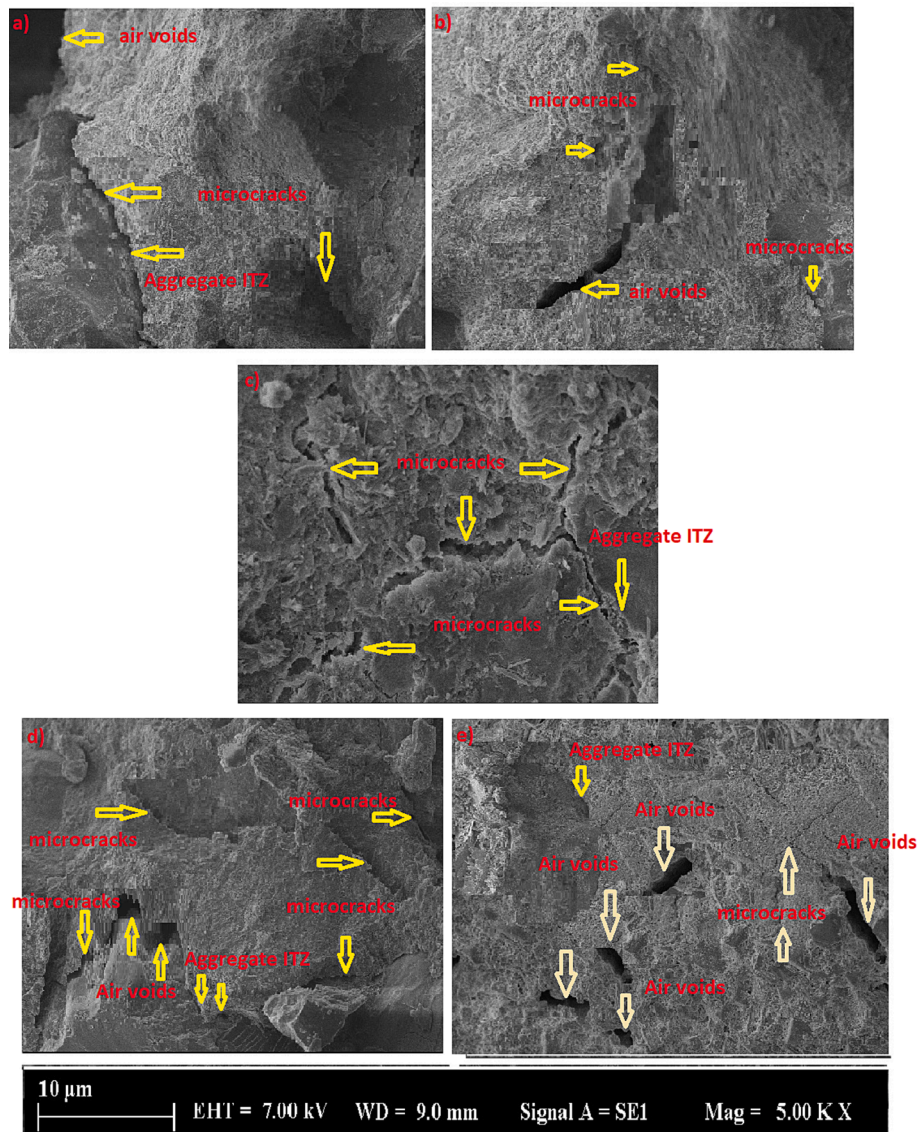 a)
air voids
microcracks
Aggregate ITZ
b)
microcracks
microcracks
air voids
c)
microcracks
Aggregate ITZ
microcracks
d)
microcracks
microcracks
microcracks
microcracks
Aggregate ITZ
Air voids
e)
Aggregate ITZ
Air voids
Air voids
Air voids
microcracks
Air voids
10 µm
EHT = 7.00 kV WD = 9.0 mm Signal A = SE1 Mag = 5.00 K X